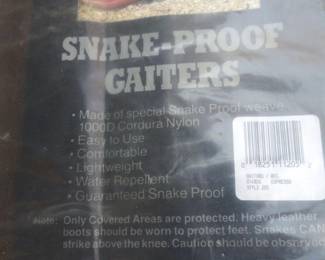 SNAKE-PROOF
GAITERS
• Made of special Snake Proof weave
1000D Cordura Nylon
• Easy to Use
• Comfortable
• Lightweight
• Water Repellent
• Guaranteed Snake Proof
Note: Only Covered Areas are protected. Heavy leather
boots should be worn to protect feet. Snakes CAN
strike above the knee. Caution should be observed